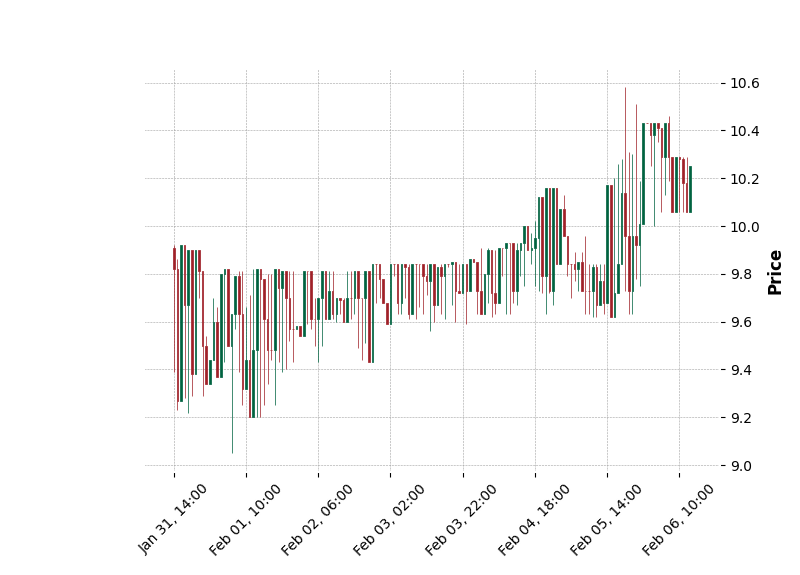 10.6
10.4
10.2
10.0
9.8
9.6
9.4
9.2
9.0
Price
Jan 31, 14:00
Feb 01, 10:00
Feb 02, 06:00
Feb 03, 02:00
Feb 03, 22:00
Feb 04, 18:00
Feb 05, 14:00
Feb 06, 10:00